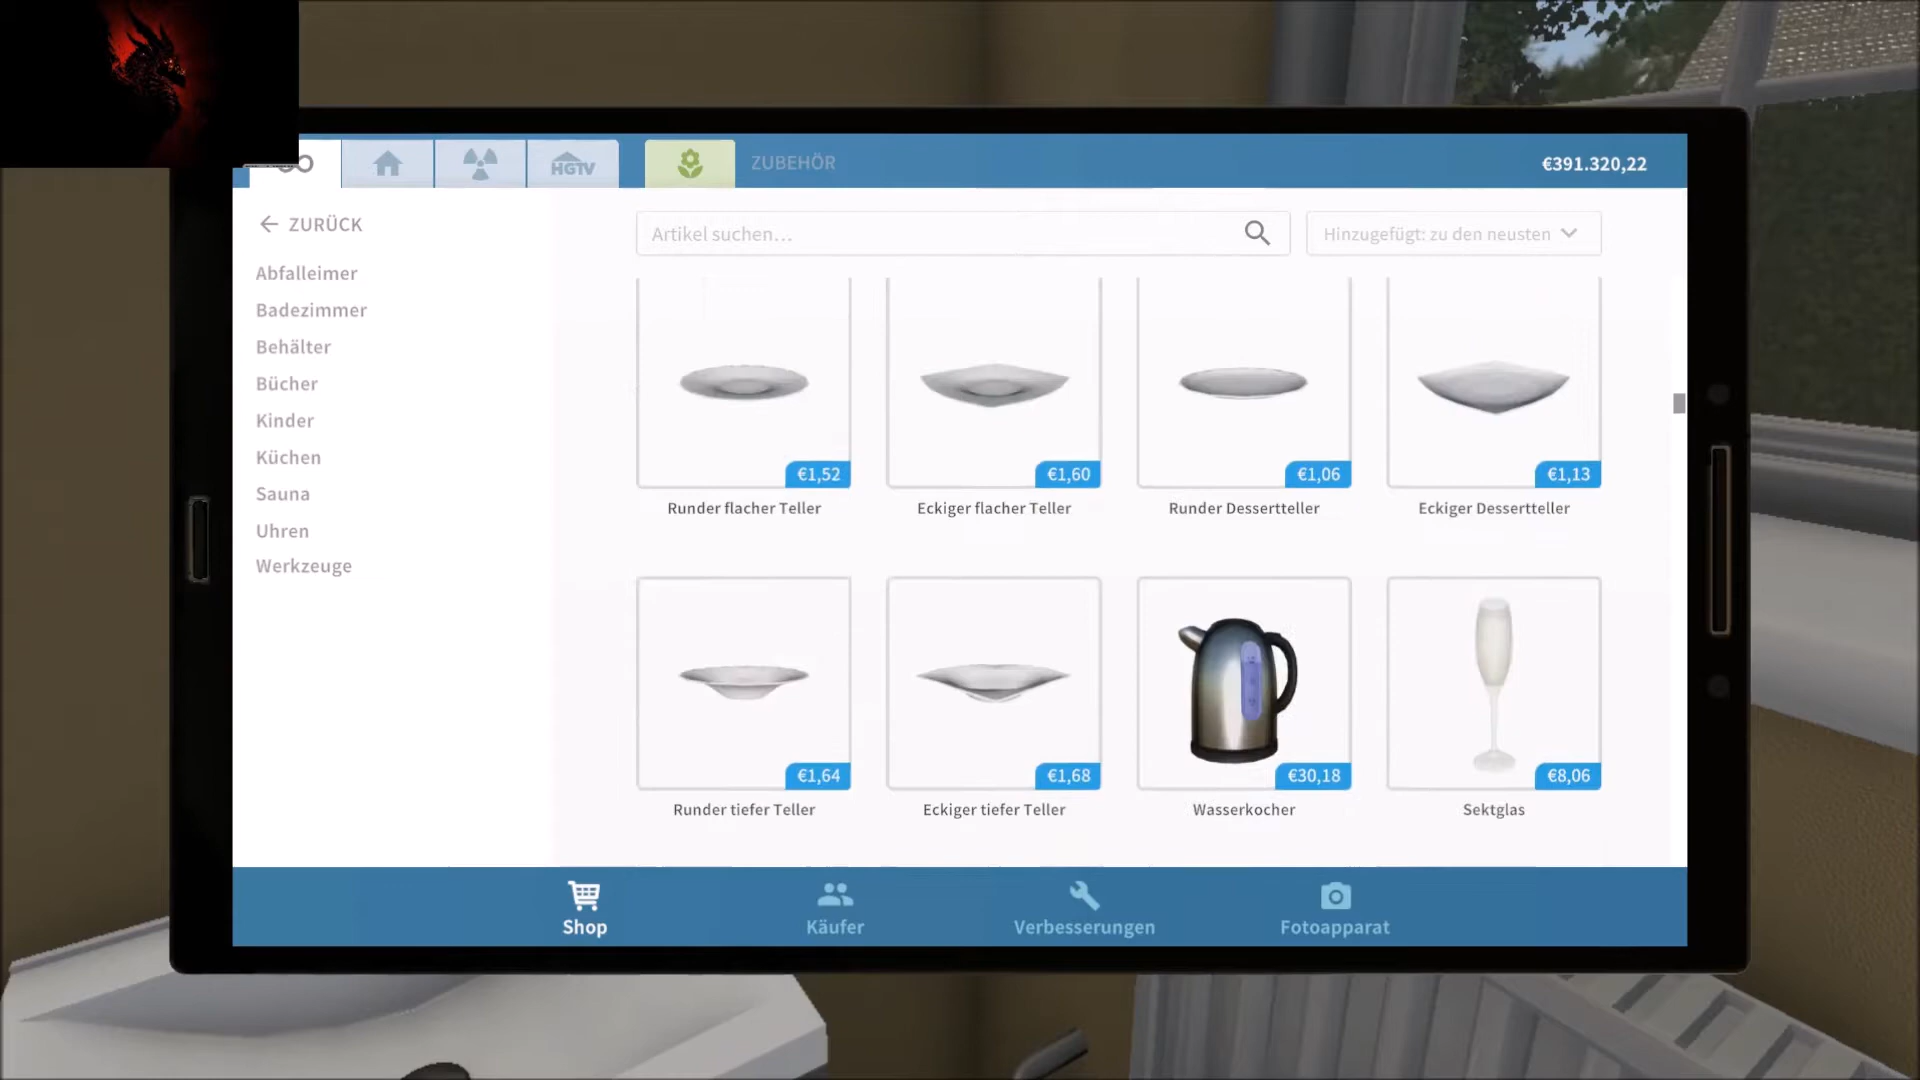 HGTV
ZUBEHÖR
€391.320,22
ZURÜCK
Artikel suchen...
Hinzugefügt: zu den neusten
Abfalleimer
Badezimmer
Behälter
Bücher
Kinder
Küchen
Sauna
Uhren
Werkzeuge
€1,52
€1,60
€1,06
€1,13
Runder flacher Teller
Eckiger flacher Teller
Runder Dessertteller
Eckiger Dessertteller
€1,64
€1,68
€30,18
€8,06
Runder tiefer Teller
Eckiger tiefer Teller
Wasserkocher
Sektglas
Shop
Käufer
Verbesserungen
Fotoapparat